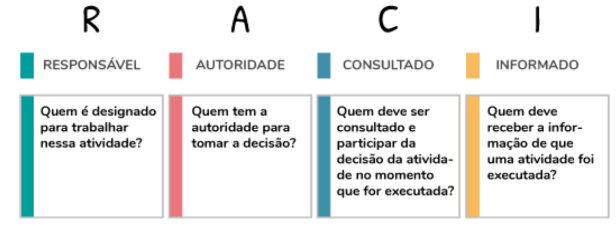 R A C I
RESPONSÁVEL AUTORIDADE CONSULTADO INFORMADO
Quem é designado
para trabalhar
nessa atividade?
Quem tem a
autoridade para
tomar a decisão?
Quem deve ser
consultado e
participar da
decisão da ativida-
de no momento
que for executada?
Quem deve
receber a infor-
mação de que
uma atividade foi
executada?